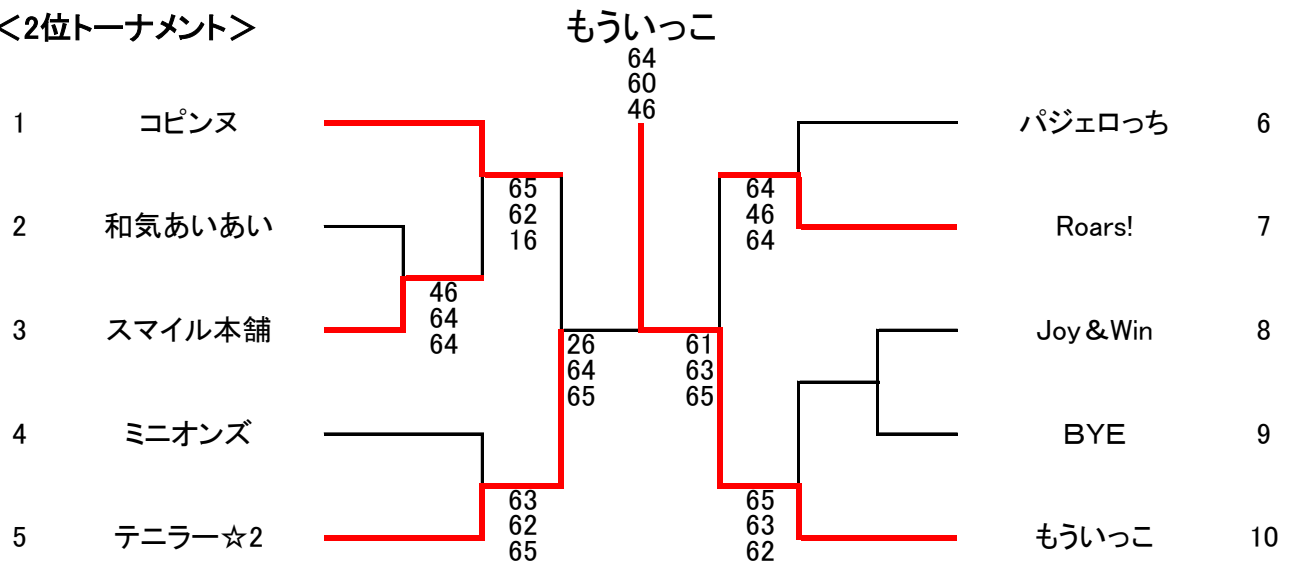 <2位トーナメント>
もういっこ
64
60
46
1 コピンヌ
2 和気あいあい
3 スマイル本舗
4 ミニオンズ
5 テニラー☆2
65
62
16
46
64
64
63
62
65
26
64
65
61
63
65
64
46
64
65
63
62
パジェロっち 6
Roars! 7
Joy&Win 8
BYE 9
もういっこ 10